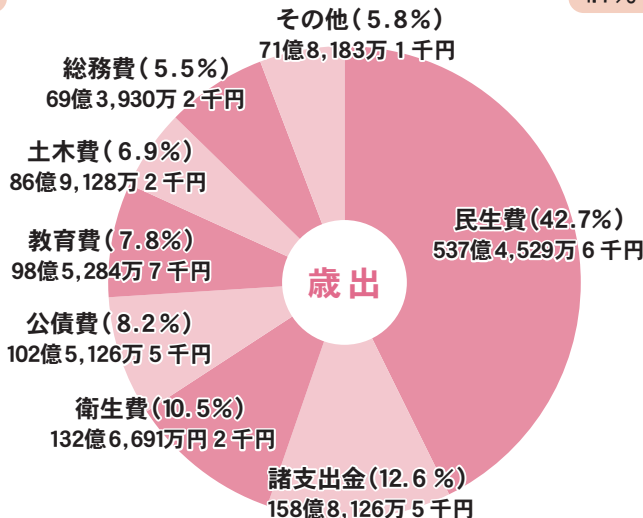 その他(5.8%)
71億8,183万1千円
総務費(5.5%)
69億3,930万2千円
土木費(6.9%)
86億9,128万2千円
教育費(7.8%)
98億5,284万7千円
公債費(8.2%)
102億5,126万5千円
衛生費(10.5%)
132億6,691万円2千円
諸支出金(12.6%)
158億8,126万5千円
民生費(42.7%)
537億4,529万6千円
歳出